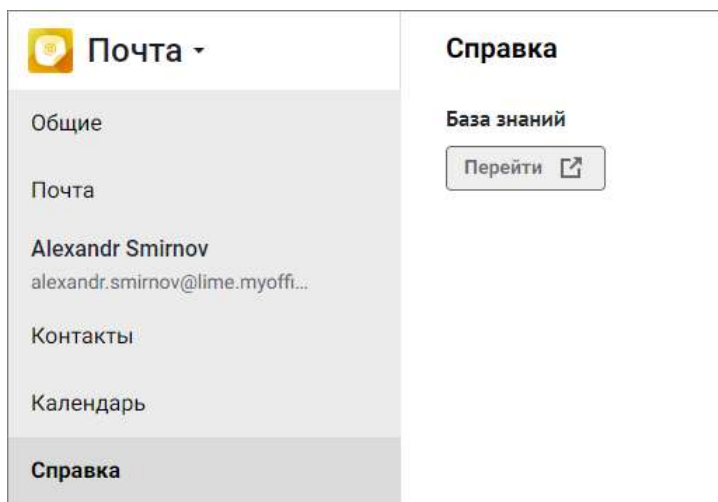 Почта
Общие
Почта
Alexandr Smirnov
alexandr.smirnov@lime.myoffi...
Контакты
Календарь
Справка
Справка
База знаний
Перейти